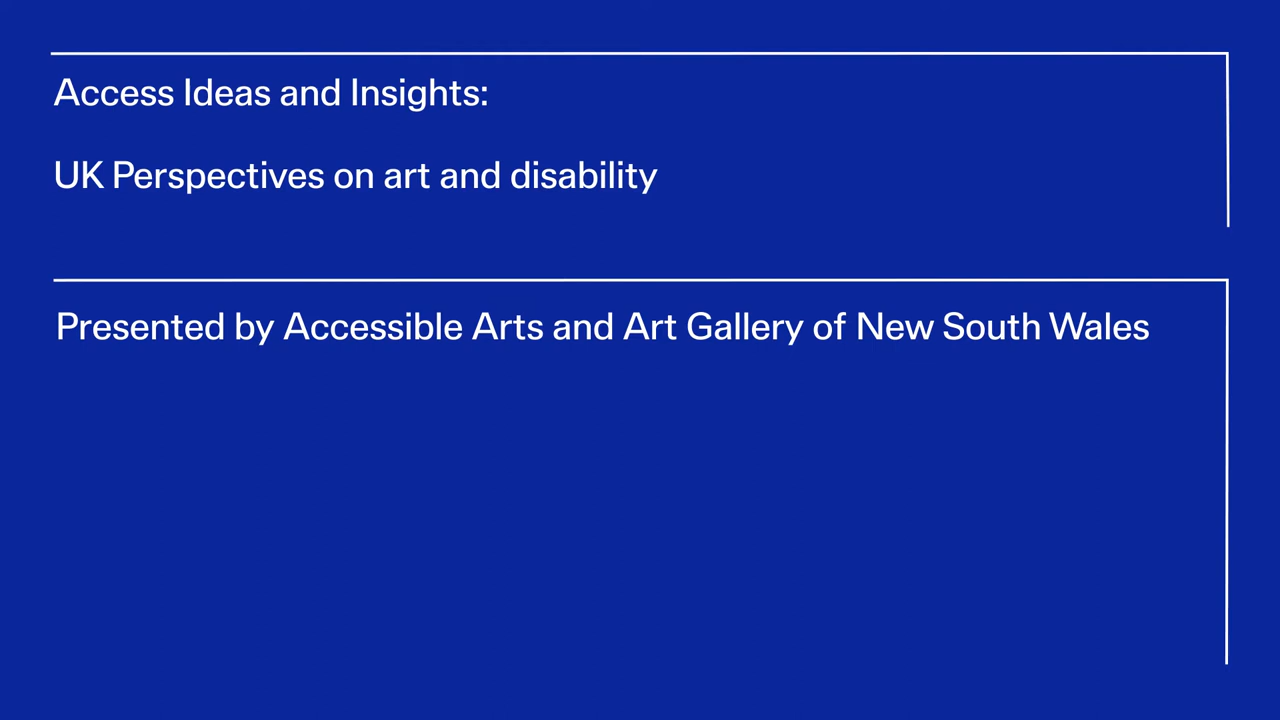 Access Ideas and Insights:
UK Perspectives on art and disability
Presented by Accessible Arts and Art Gallery of New South Wales